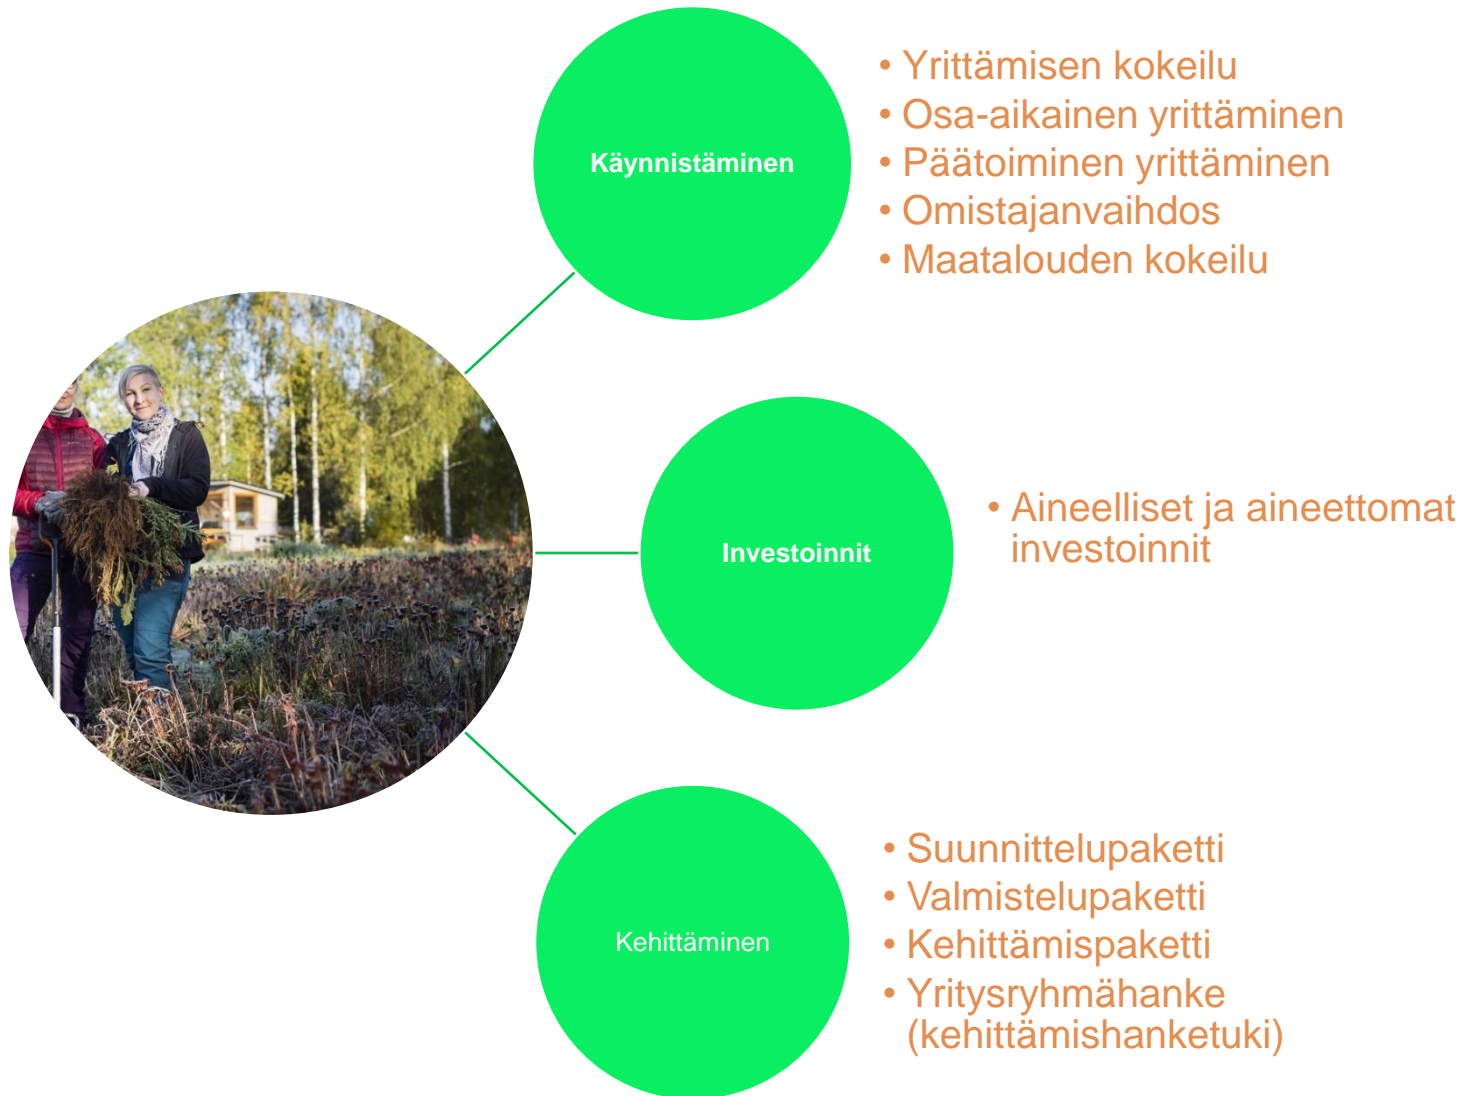 Käynnistäminen
• Yrittämisen kokeilu
• Osa-aikainen yrittäminen
• Päätoiminen yrittäminen
• Omistajanvaihdos
• Maatalouden kokeilu
Investoinnit
• Aineelliset ja aineettomat
investoinnit
Kehittäminen
• Suunnittelupaketti
• Valmistelupaketti
• Kehittämispaketti
• Yritysryhmähanke
(kehittämishanketuki)